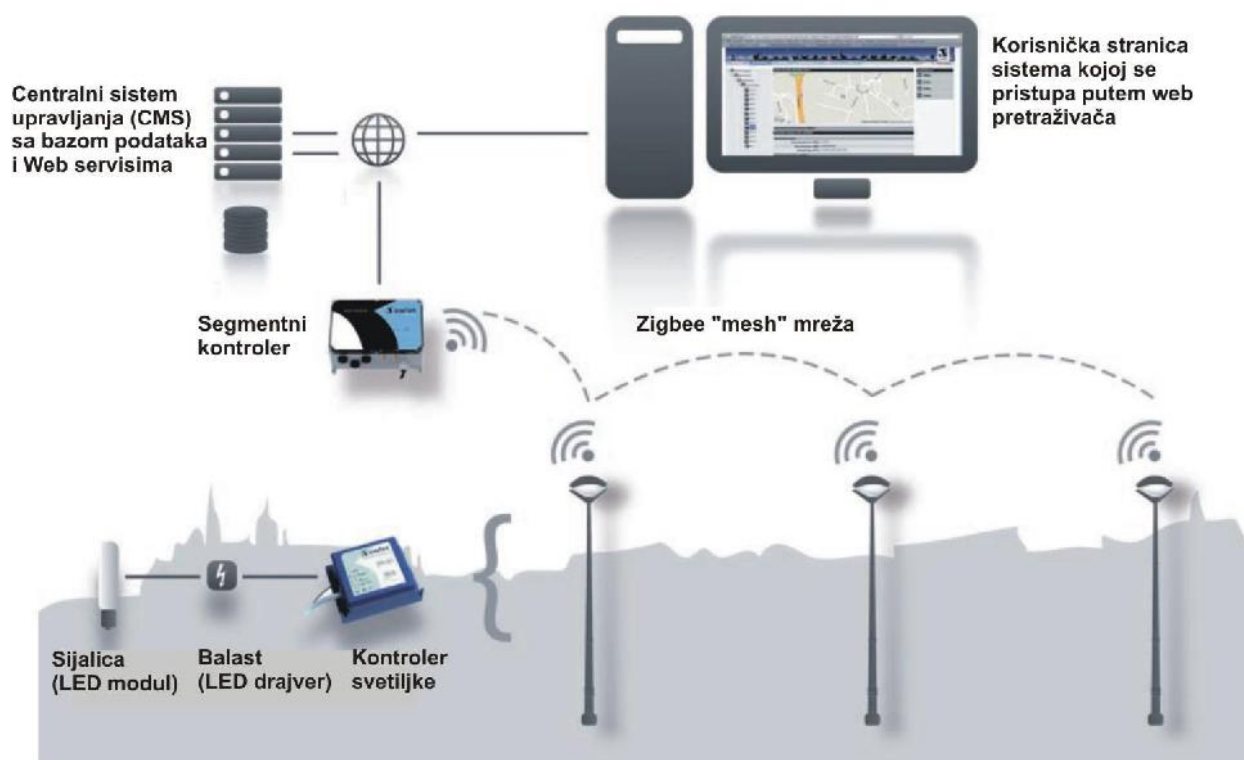 Centralni sistem
upravljanja (CMS)
sa bazom podataka
i Web servisima
Korisnička stranica
sistema kojoj se
pristupa putem web
pretraživača
Segmentni
kontroler
Zigbee "mesh" mreža
Sijalica
(LED modul)
Balast
(LED drajver)
Kontroler
svetiljke